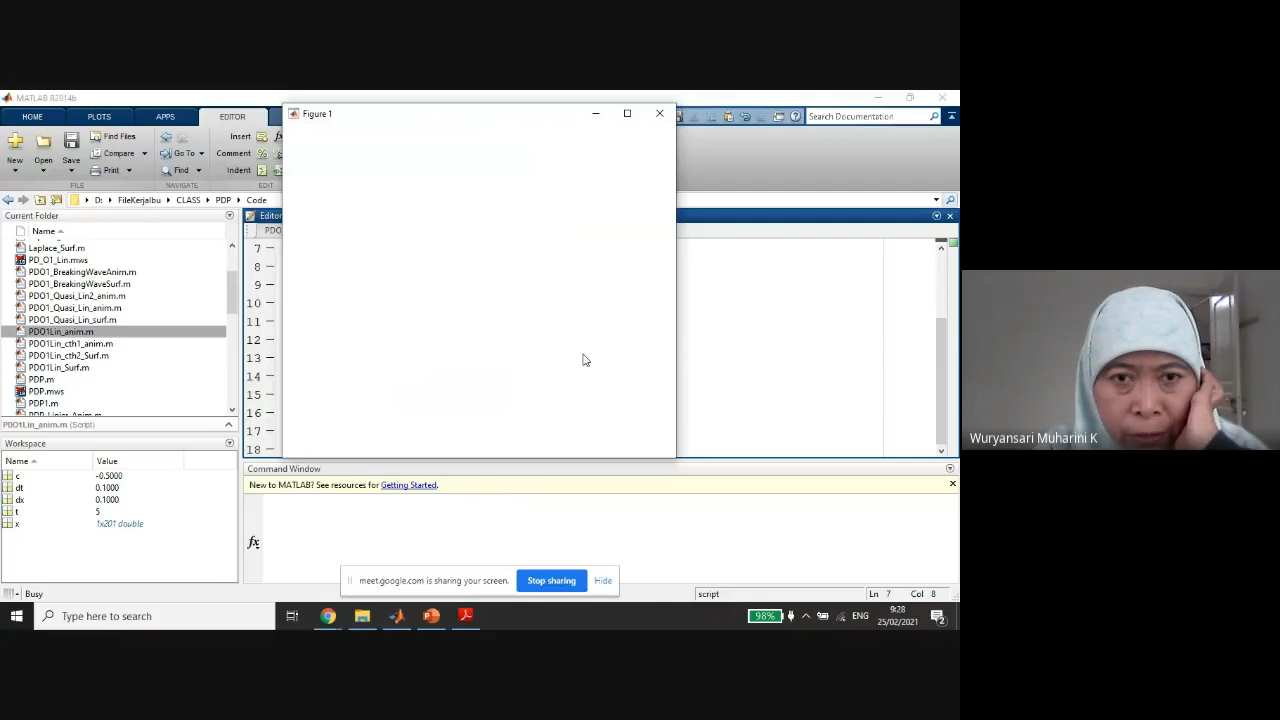 MATLAB R2014b
Figure 1
HOME PLOTS APPS EDITOR
Search Documentation
Find Files Insert
New Open Save Compare Go To Comment
Print Find Indent
FILE NAVIGATE EDIT
D: FileKerjaIbu CLASS PDP Code
Current Folder
Name
Laplace_Surf.m
PD_O1_Lin.mws
PDO1_BreakingWaveAnim.m
PDO1_BreakingWaveSurf.m
PDO1_Quasi_Lin2_anim.m
PDO1_Quasi_Lin_anim.m
PDO1_Quasi_Lin_surf.m
PDO1Lin_anim.m
PDO1Lin_cth1_anim.m
PDO1Lin_cth2_Surf.m
PDO1Lin_Surf.m
PDP.m
PDP.mws
PDP1.m
PDP_Linier_Anim.m
PDO1Lin_anim.m (Script)
Workspace
Name Value
c -0.5000
dt 0.1000
dx 0.1000
t 5
x 1x201 double
Editor
PDO
7
8
9
10
11
12
13
14
15
16
17
18
Command Window
New to MATLAB? See resources for Getting Started.
fx
meet.google.com is sharing your screen. Stop sharing Hide
Busy script Ln 7 Col 8
Type here to search 98% ENG 9:28
25/02/2021 2
Wuryansari Muharini K